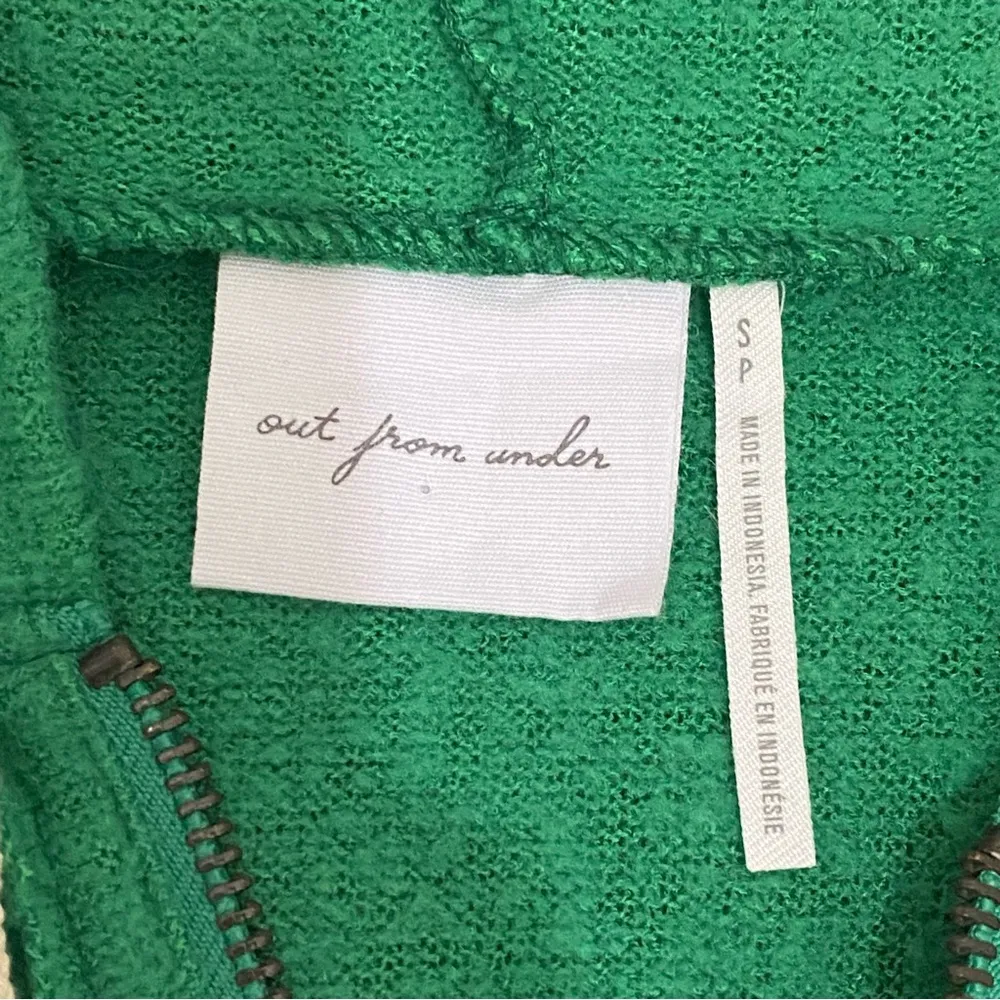 out from under
S P
MADE IN INDONESIA. FABRIQUÉ EN INDONÉSIE